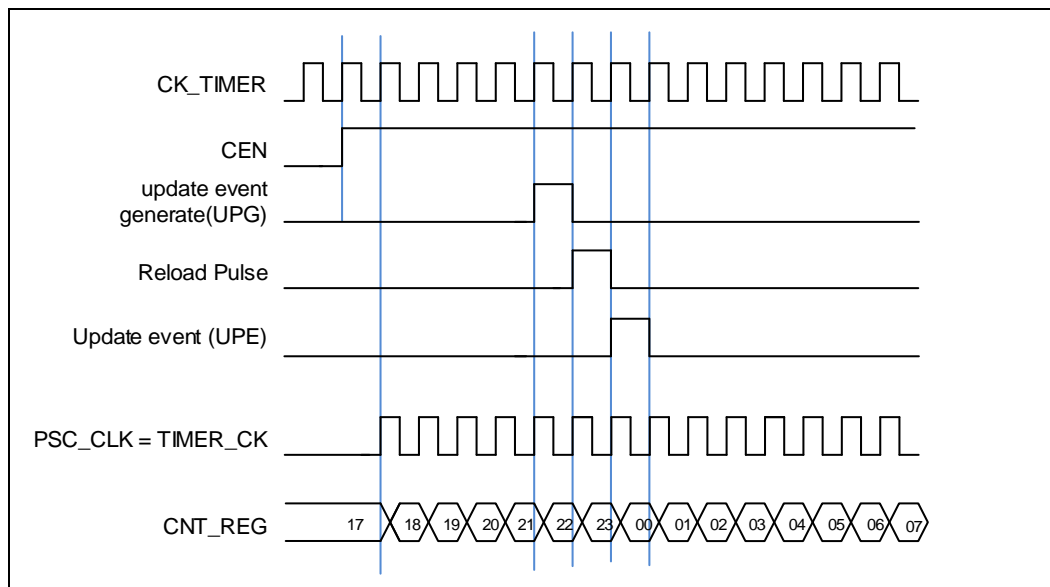 CK_TIMER
CEN
update event
generate(UPG)
Reload Pulse
Update event (UPE)
PSC_CLK = TIMER_CK
CNT_REG 17 18 19 20 21 22 23 00 01 02 03 04 05 06 07